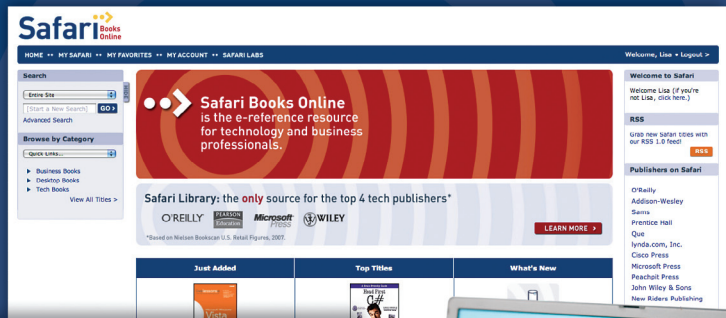 Safari Books
Online
HOME •• MY SAFARI •• MY FAVORITES •• MY ACCOUNT •• SAFARI LABS
Welcome, Lisa • Logout >
Search
Entire Site
[Start a New Search] GO >
Advanced Search
Browse by Category
Quick Links...
Business Books
Desktop Books
Tech Books
View All Titles >
Safari Books Online
is the e-reference resource
for technology and business
professionals.
Safari Library: the only source for the top 4 tech publishers*
O'REILLY PEARSON Education Microsoft Press WILEY
*Based on Nielsen Bookscan U.S. Retail Figures, 2007.
LEARN MORE >
Just Added
Top Titles
What's New
Vista
Head First
C#
Welcome to Safari
Welcome Lisa (if you're
not Lisa, click here.)
RSS
Grab new Safari titles with
our RSS 1.0 feed!
RSS
Publishers on Safari
O'Reilly
Addison-Wesley
Sams
Prentice Hall
Que
lynda.com, Inc.
Cisco Press
Microsoft Press
Peachpit Press
John Wiley & Sons
New Riders Publishing